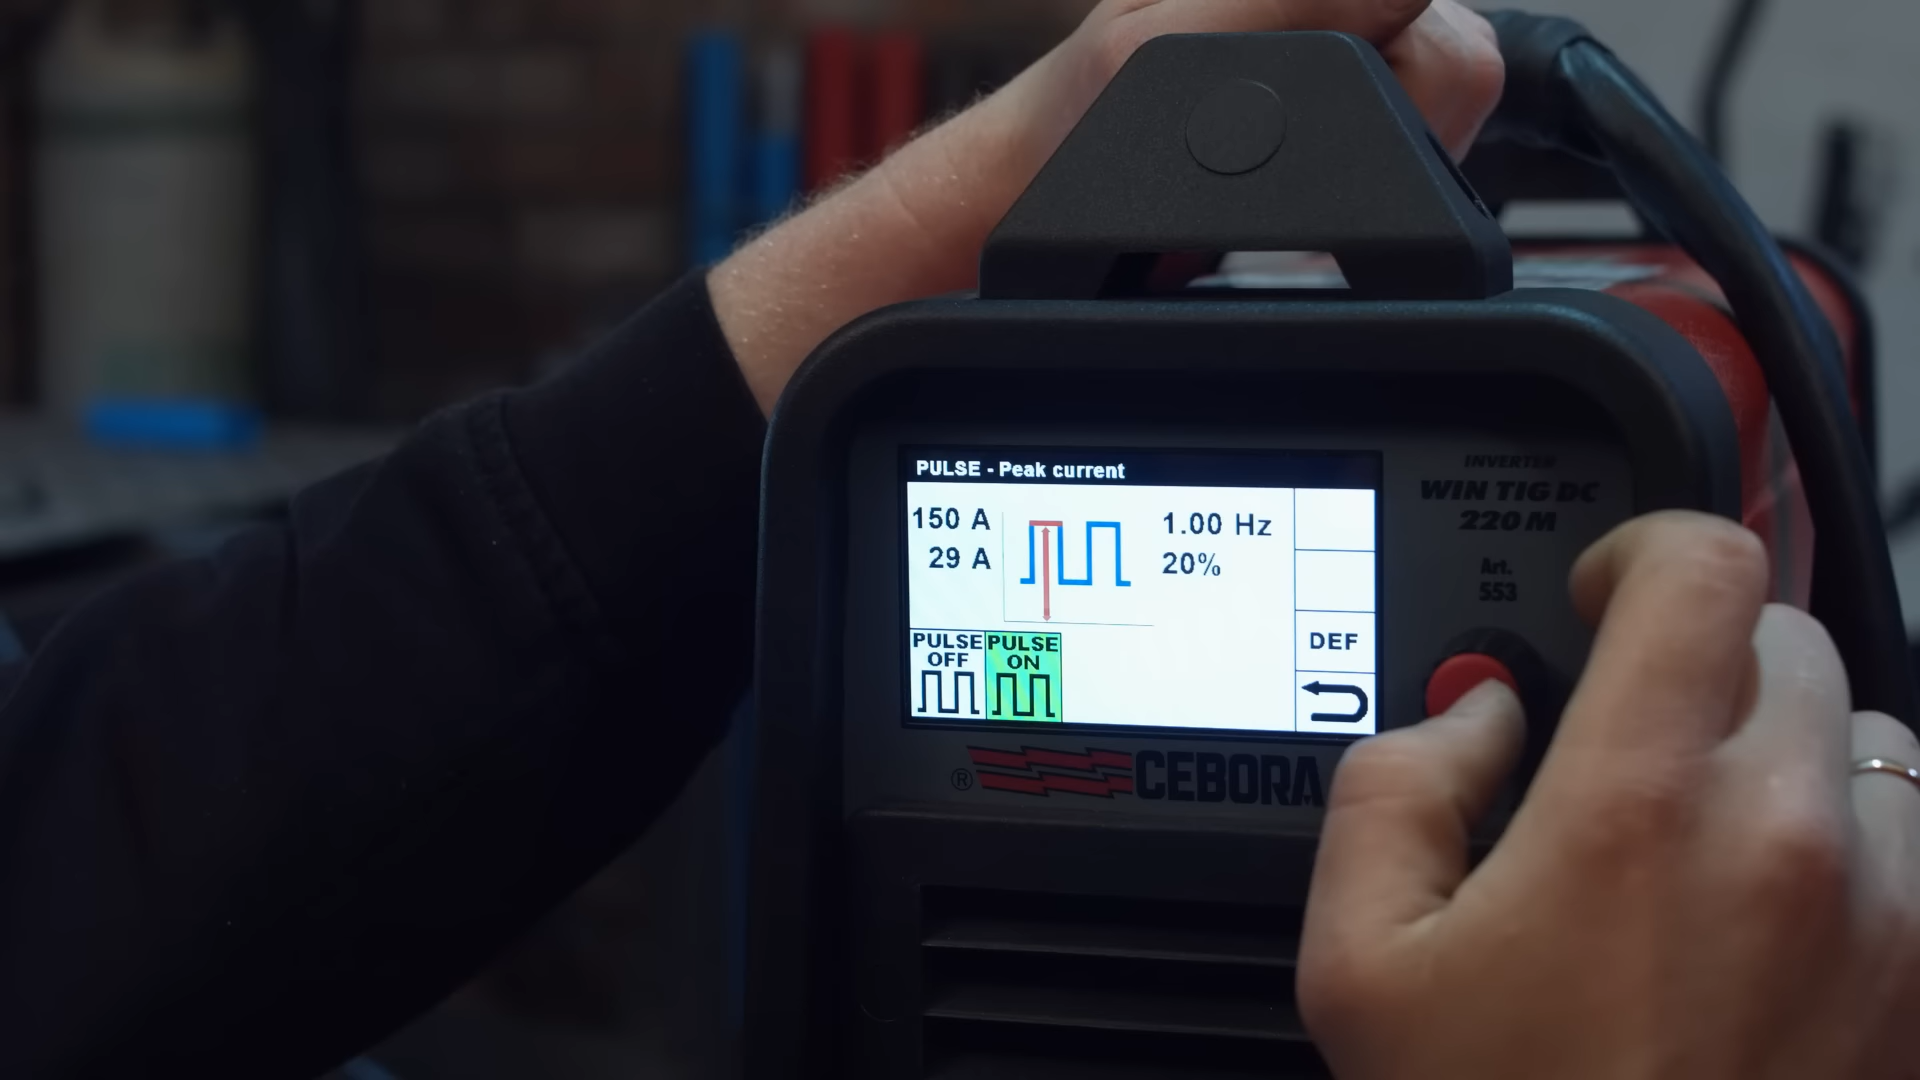 PULSE - Peak current
150 A
29 A
1.00 Hz
20%
PULSE OFF
PULSE ON
DEF
INVERTER
WIN TIG DC
220 M
Art.
553
® CEBORA